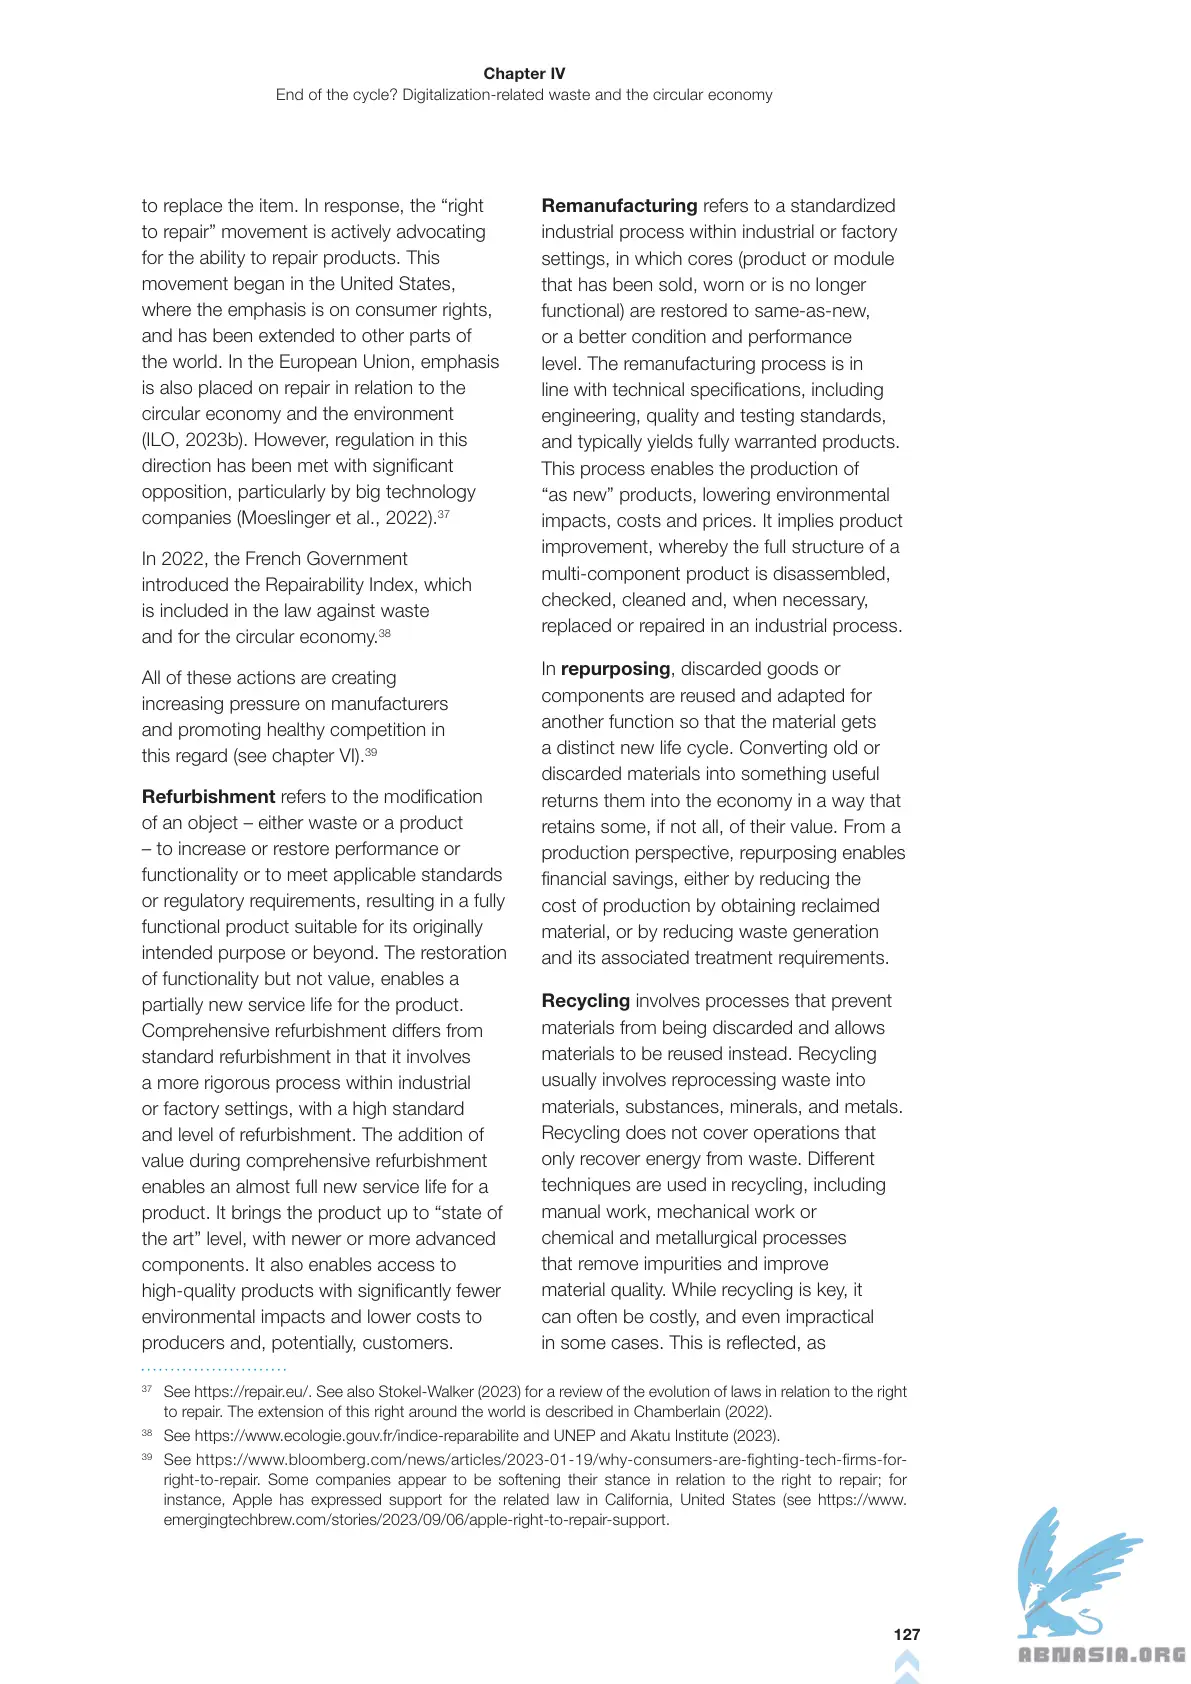 Chapter IV
End of the cycle? Digitalization-related waste and the circular economy
to replace the item. In response, the “right
to repair” movement is actively advocating
for the ability to repair products. This
movement began in the United States,
where the emphasis is on consumer rights,
and has been extended to other parts of
the world. In the European Union, emphasis
is also placed on repair in relation to the
circular economy and the environment
(ILO, 2023b). However, regulation in this
direction has been met with significant
opposition, particularly by big technology
companies (Moeslinger et al., 2022).37
In 2022, the French Government
introduced the Repairability Index, which
is included in the law against waste
and for the circular economy.38
All of these actions are creating
increasing pressure on manufacturers
and promoting healthy competition in
this regard (see chapter VI).39
Refurbishment refers to the modification
of an object – either waste or a product
– to increase or restore performance or
functionality or to meet applicable standards
or regulatory requirements, resulting in a fully
functional product suitable for its originally
intended purpose or beyond. The restoration
of functionality but not value, enables a
partially new service life for the product.
Comprehensive refurbishment differs from
standard refurbishment in that it involves
a more rigorous process within industrial
or factory settings, with a high standard
and level of refurbishment. The addition of
value during comprehensive refurbishment
enables an almost full new service life for a
product. It brings the product up to “state of
the art” level, with newer or more advanced
components. It also enables access to
high-quality products with significantly fewer
environmental impacts and lower costs to
producers and, potentially, customers.
Remanufacturing refers to a standardized
industrial process within industrial or factory
settings, in which cores (product or module
that has been sold, worn or is no longer
functional) are restored to same-as-new,
or a better condition and performance
level. The remanufacturing process is in
line with technical specifications, including
engineering, quality and testing standards,
and typically yields fully warranted products.
This process enables the production of
“as new” products, lowering environmental
impacts, costs and prices. It implies product
improvement, whereby the full structure of a
multi-component product is disassembled,
checked, cleaned and, when necessary,
replaced or repaired in an industrial process.
In repurposing, discarded goods or
components are reused and adapted for
another function so that the material gets
a distinct new life cycle. Converting old or
discarded materials into something useful
returns them into the economy in a way that
retains some, if not all, of their value. From a
production perspective, repurposing enables
financial savings, either by reducing the
cost of production by obtaining reclaimed
material, or by reducing waste generation
and its associated treatment requirements.
Recycling involves processes that prevent
materials from being discarded and allows
materials to be reused instead. Recycling
usually involves reprocessing waste into
materials, substances, minerals, and metals.
Recycling does not cover operations that
only recover energy from waste. Different
techniques are used in recycling, including
manual work, mechanical work or
chemical and metallurgical processes
that remove impurities and improve
material quality. While recycling is key, it
can often be costly, and even impractical
in some cases. This is reflected, as
37 See https://repair.eu/. See also Stokel-Walker (2023) for a review of the evolution of laws in relation to the right
to repair. The extension of this right around the world is described in Chamberlain (2022).
38 See https://www.ecologie.gouv.fr/indice-reparabilite and UNEP and Akatu Institute (2023).
39 See https://www.bloomberg.com/news/articles/2023-01-19/why-consumers-are-fighting-tech-firms-for-
right-to-repair. Some companies appear to be softening their stance in relation to the right to repair; for
instance, Apple has expressed support for the related law in California, United States (see https://www.
emergingtechbrew.com/stories/2023/09/06/apple-right-to-repair-support.
127
ABNASIA.ORG